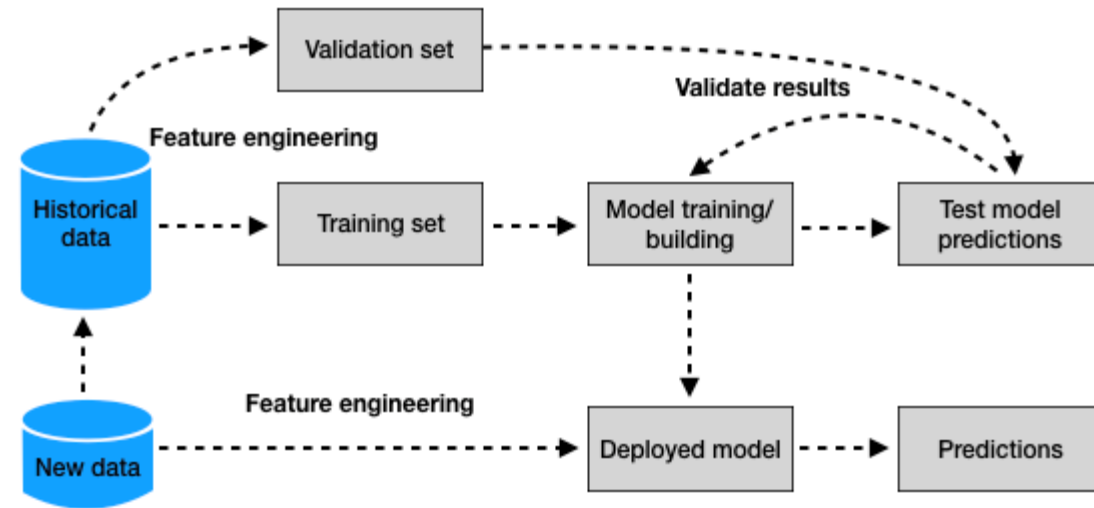 Validation set
Validate results
Feature engineering
Historical
data
Training set
Model training/
building
Test model
predictions
Feature engineering
New data
Deployed model
Predictions